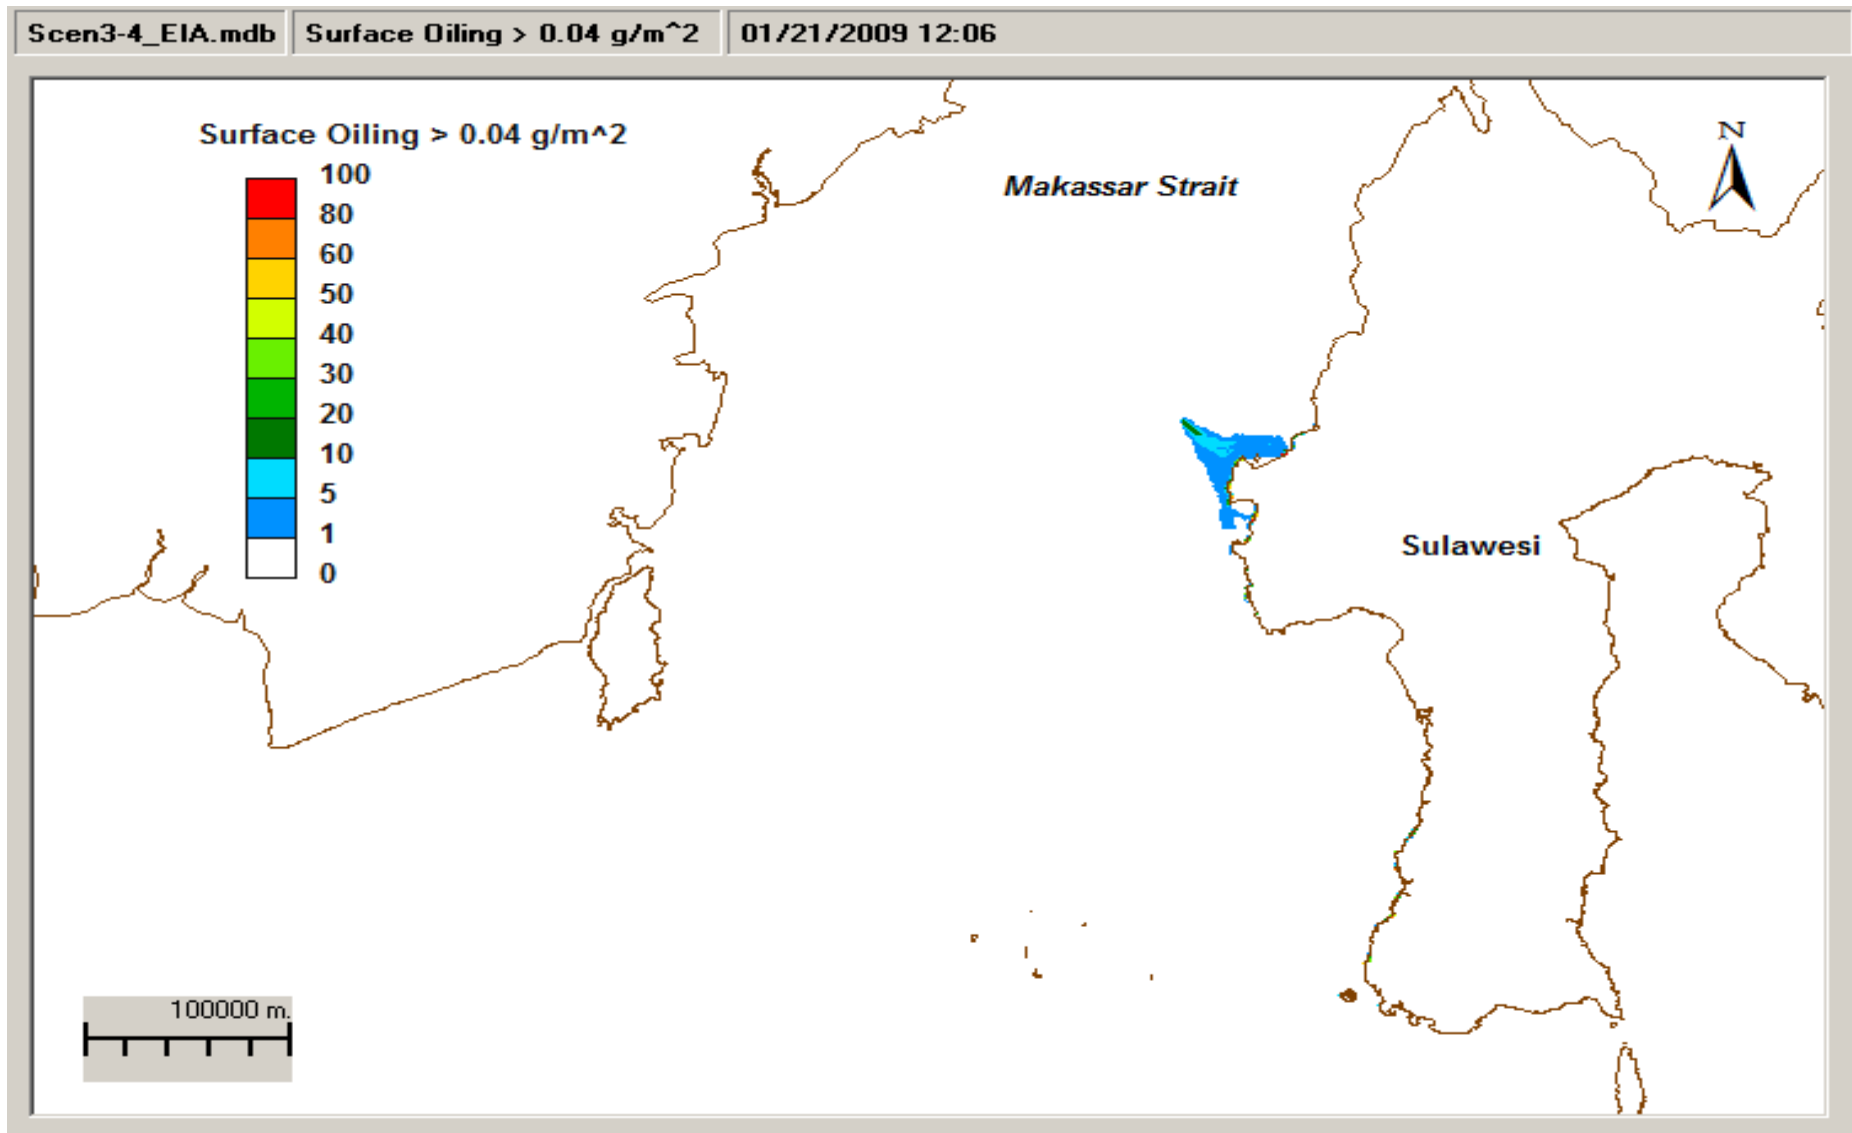 Scen3-4_EIA.mdb Surface Oiling > 0.04 g/m^2 01/21/2009 12:06
Surface Oiling > 0.04 g/m^2
100
80
60
50
40
30
20
10
5
1
0
Makassar Strait
N
Sulawesi
100000 m.